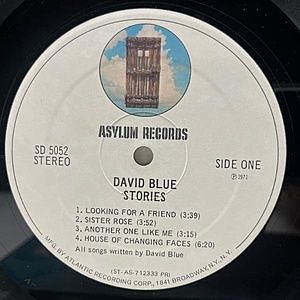 ASYLUM RECORDS
SD 5052
STEREO
SIDE ONE
℗ 1971
DAVID BLUE
STORIES
1. LOOKING FOR A FRIEND (3:39)
2. SISTER ROSE (3:52)
3. ANOTHER ONE LIKE ME (3:15)
4. HOUSE OF CHANGING FACES (6:20)
All songs written by David Blue
(ST-AS-712333 PR)
MFG. BY ATLANTIC RECORDING CORP., 1841 BROADWAY, N.Y., N.Y.